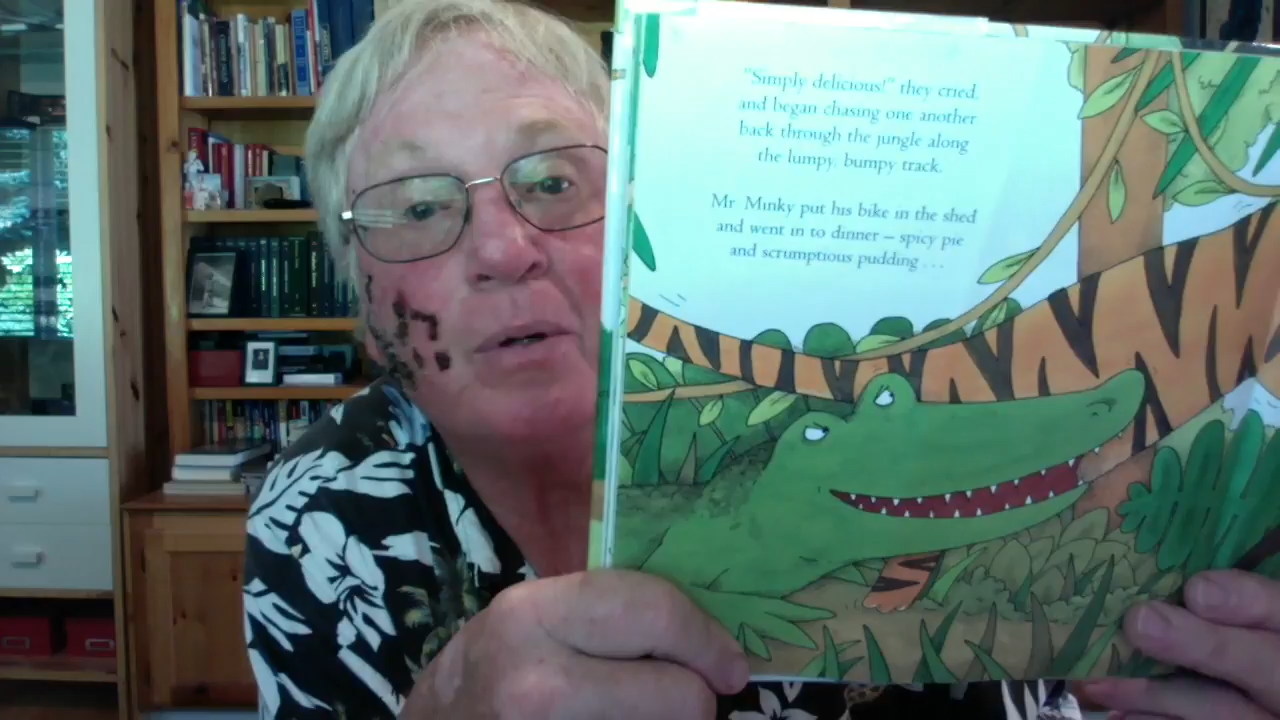 "Simply delicious!" they cried,
and began chasing one another
back through the jungle along
the lumpy, bumpy track.
Mr Minky put his bike in the shed
and went in to dinner – spicy pie
and scrumptious pudding . . .